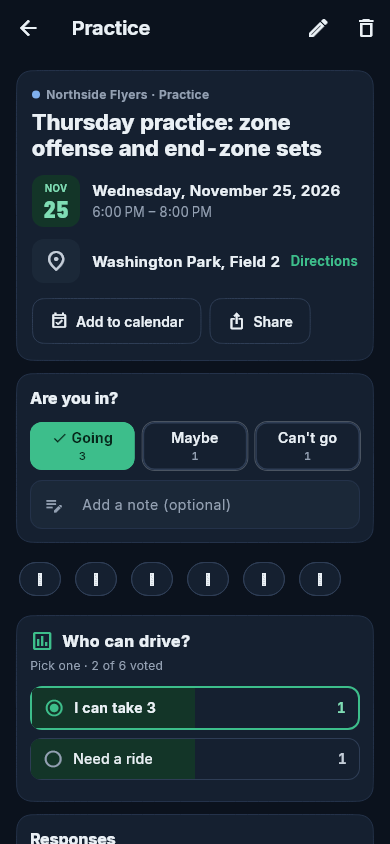 Practice
Northside Flyers · Practice
Thursday practice: zone
offense and end-zone sets
NOV
25
Wednesday, November 25, 2026
6:00 PM – 8:00 PM
Washington Park, Field 2
Directions
Add to calendar
Share
Are you in?
Going
3
Maybe
1
Can't go
1
Add a note (optional)
Who can drive?
Pick one · 2 of 6 voted
I can take 3
1
Need a ride
1
Responses